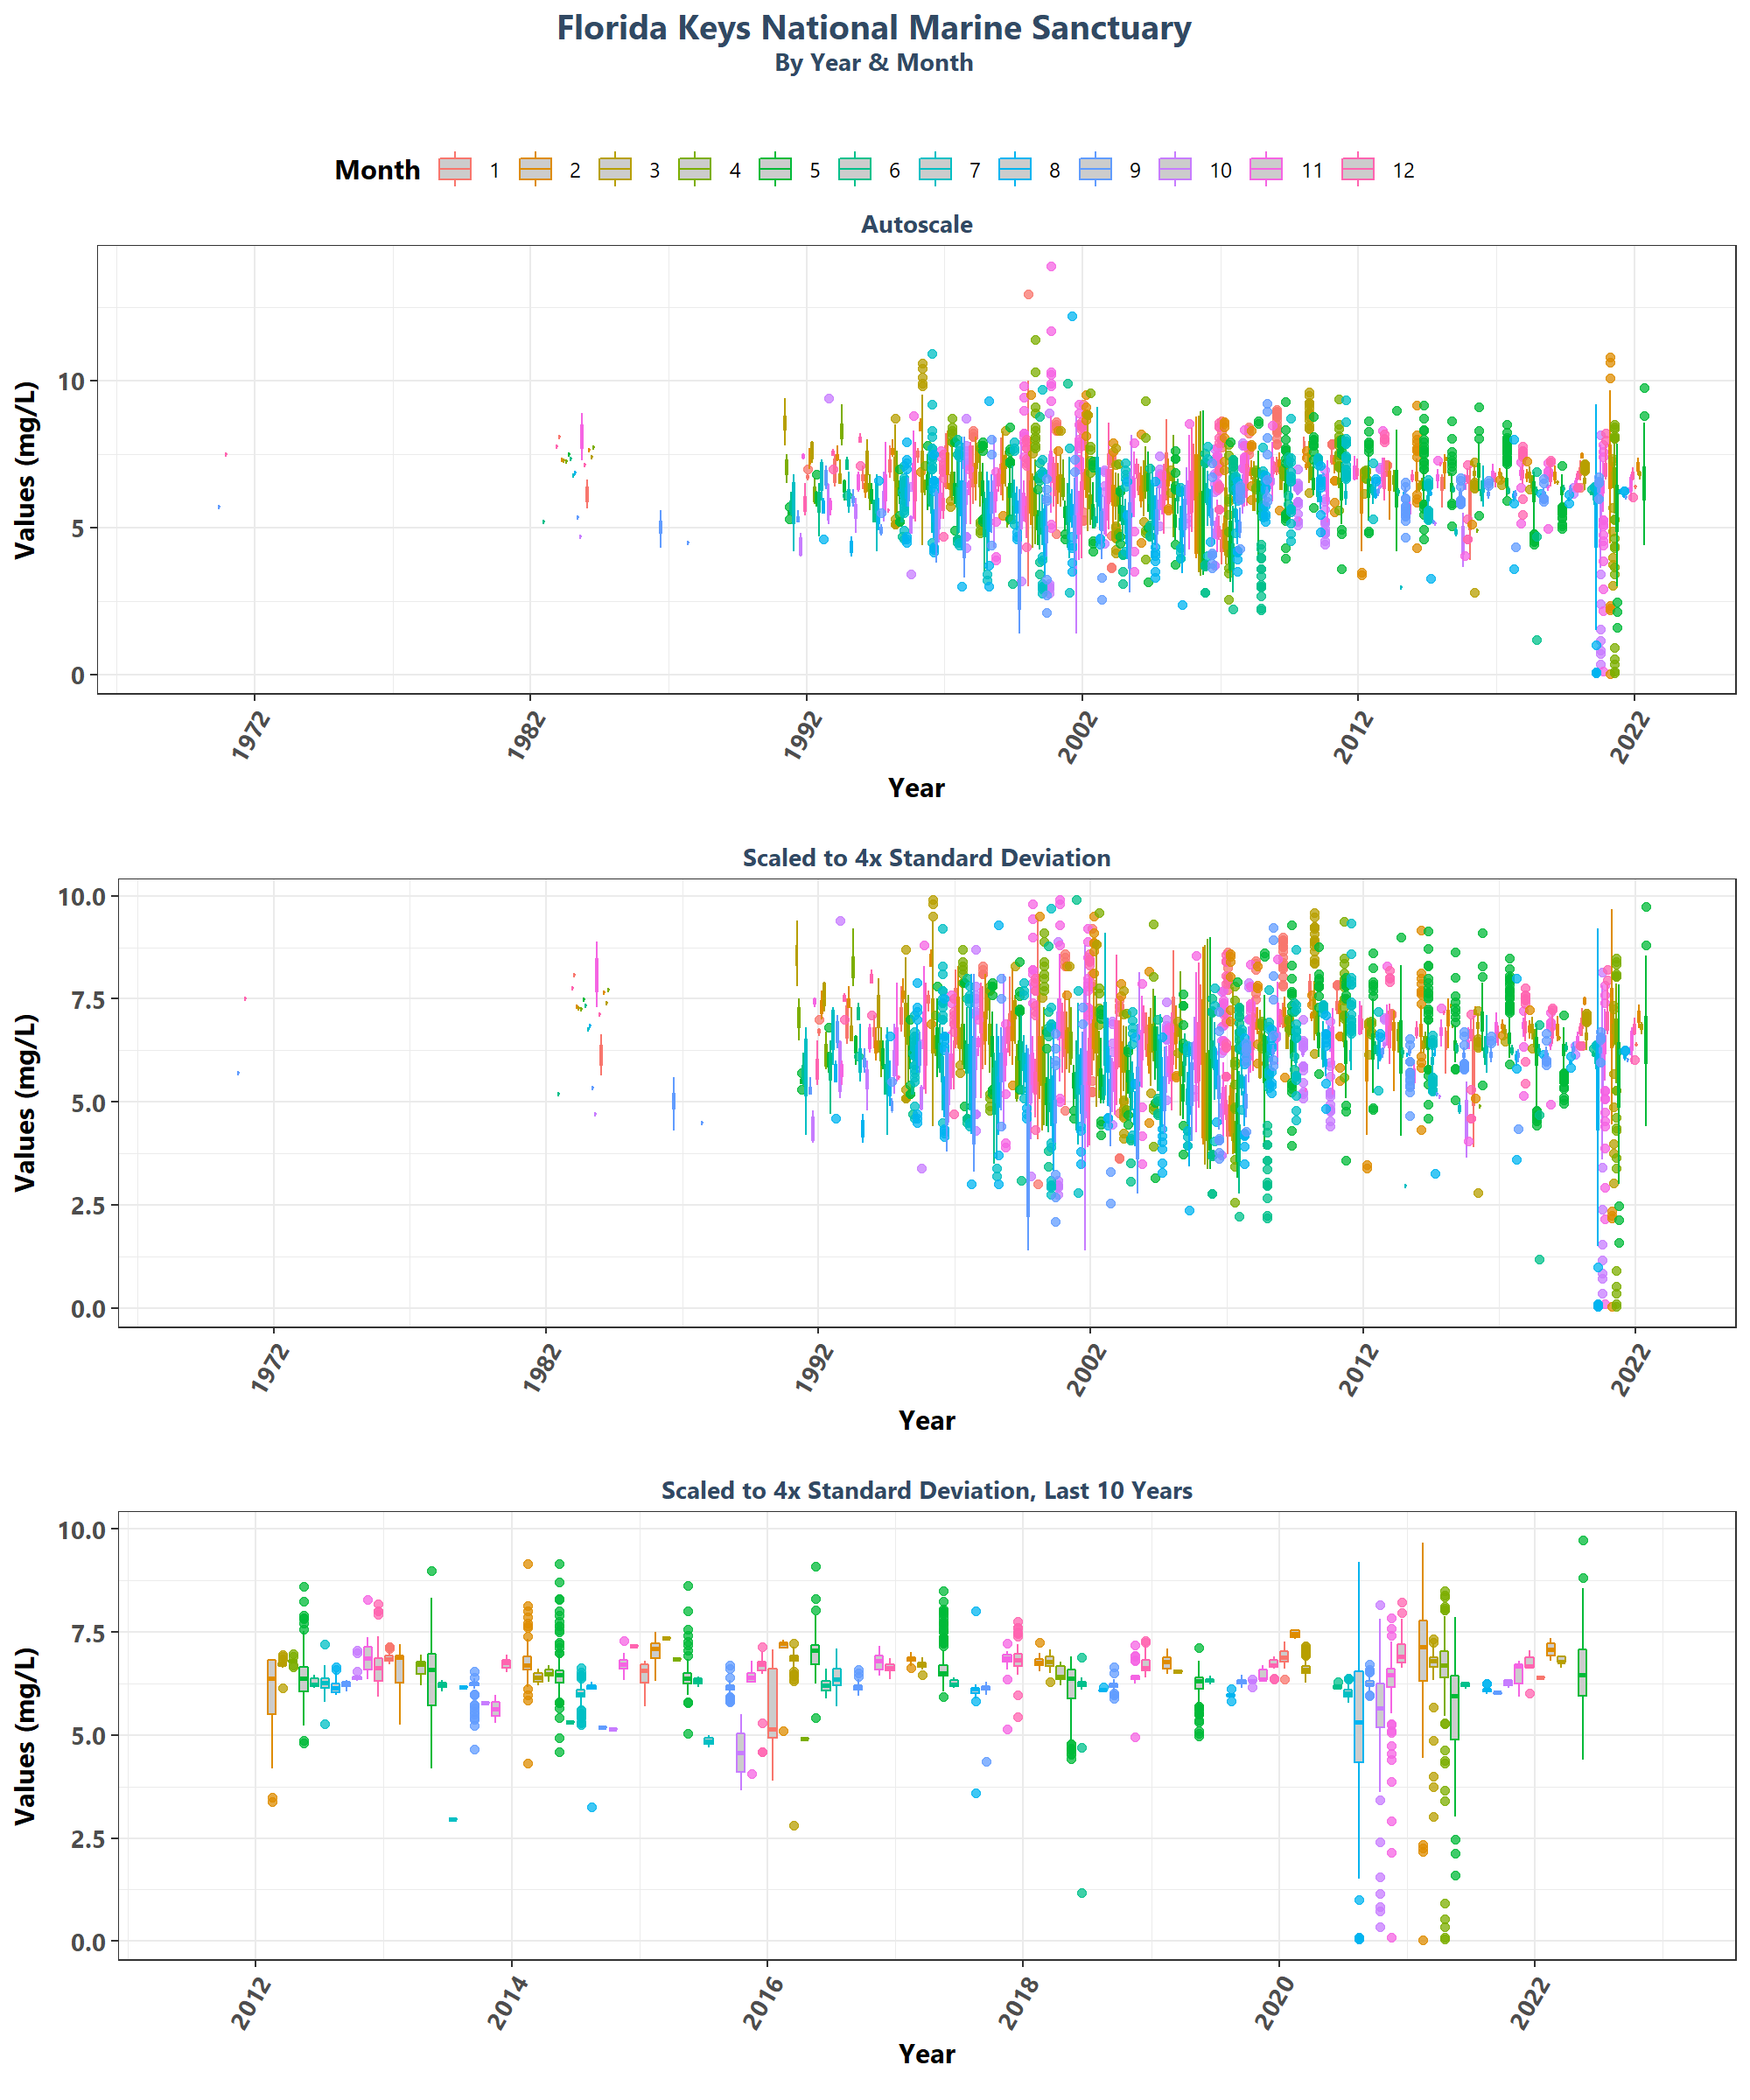 Florida Keys National Marine Sanctuary
By Year & Month
Month 1 2 3 4 5 6 7 8 9 10 11 12
Autoscale
Values (mg/L)
10
5
0
1972 1982 1992 2002 2012 2022
Year
Scaled to 4x Standard Deviation
Values (mg/L)
10.0
7.5
5.0
2.5
0.0
1972 1982 1992 2002 2012 2022
Year
Scaled to 4x Standard Deviation, Last 10 Years
Values (mg/L)
10.0
7.5
5.0
2.5
0.0
2012 2014 2016 2018 2020 2022
Year